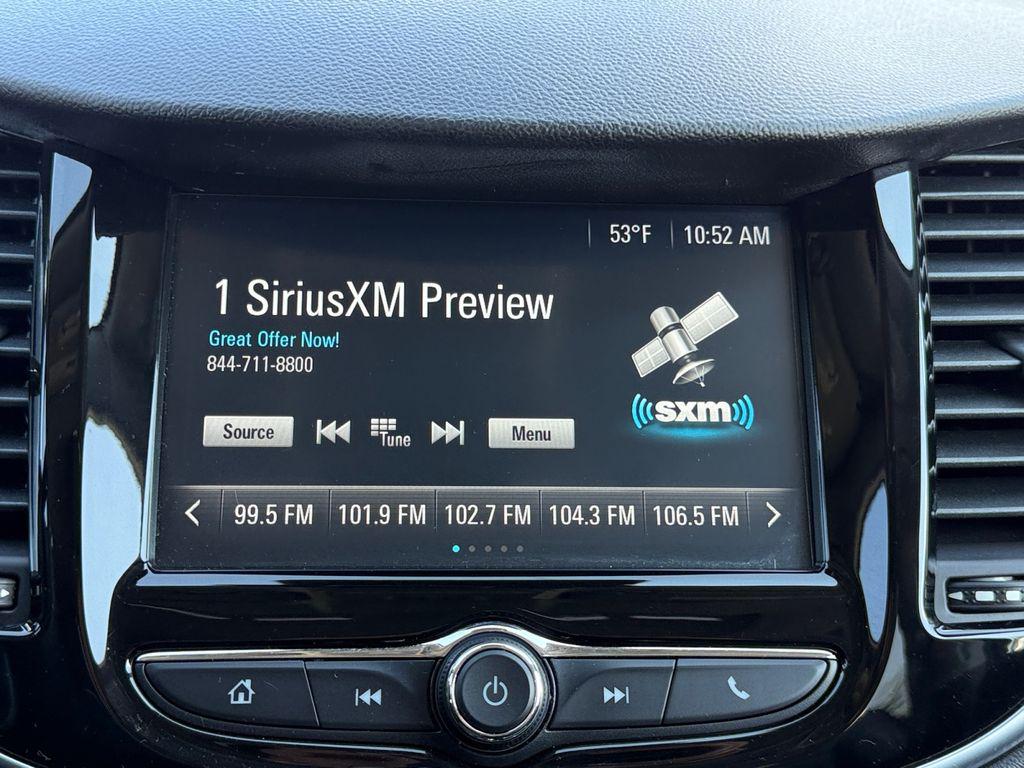 53°F 10:52 AM
1 SiriusXM Preview
Great Offer Now!
844-711-8800
sxm
Source Tune Menu
99.5 FM 101.9 FM 102.7 FM 104.3 FM 106.5 FM